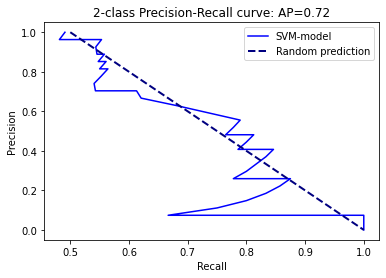 2-class Precision-Recall curve: AP=0.72
SVM-model
Random prediction
Precision
1.0
0.8
0.6
0.4
0.2
0.0
0.5
0.6
0.7
0.8
0.9
1.0
Recall